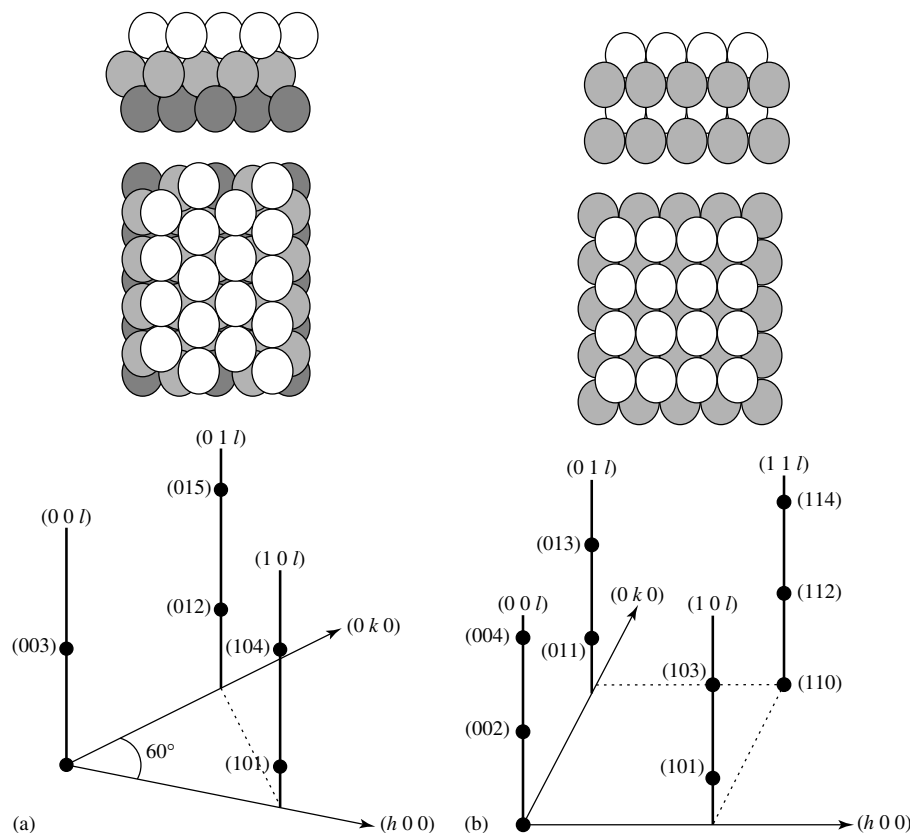 (0 1 l)
(015)
(0 0 l)
(1 0 l)
(012)
(0 k 0)
(003)
(104)
60°
(101)
(a)
(h 0 0)
(0 1 l)
(1 1 l)
(114)
(013)
(0 k 0)
(0 0 l)
(1 0 l)
(112)
(004)
(011)
(103)
(110)
(002)
(101)
(b)
(h 0 0)